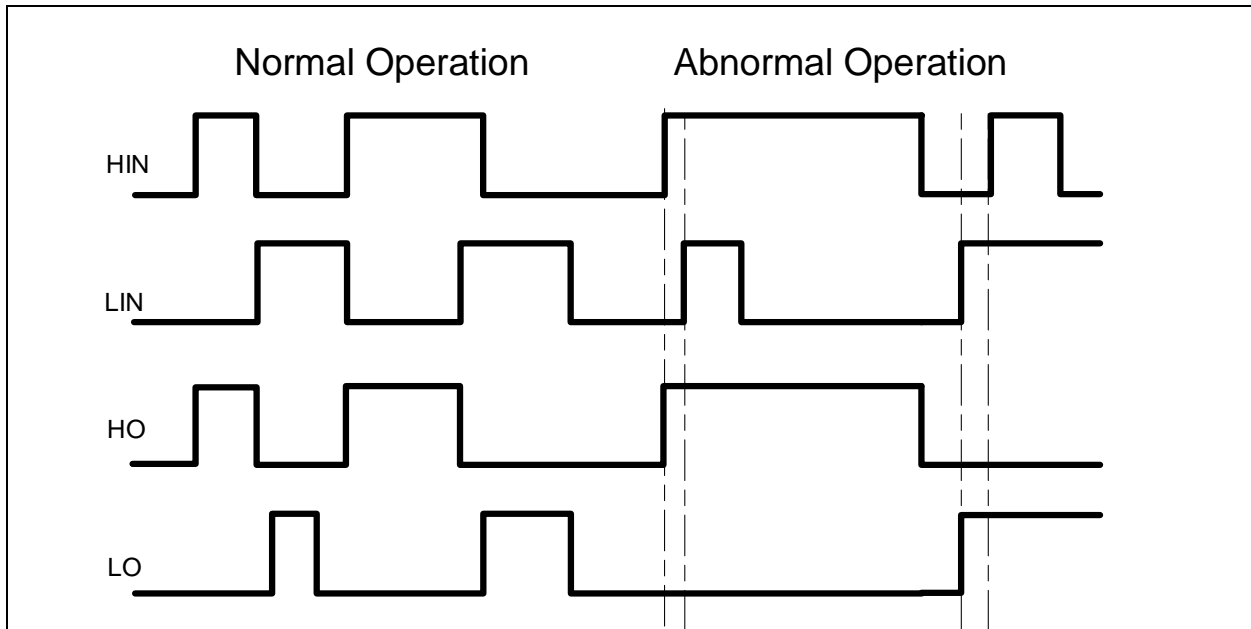 Normal Operation
Abnormal Operation
HIN
LIN
HO
LO